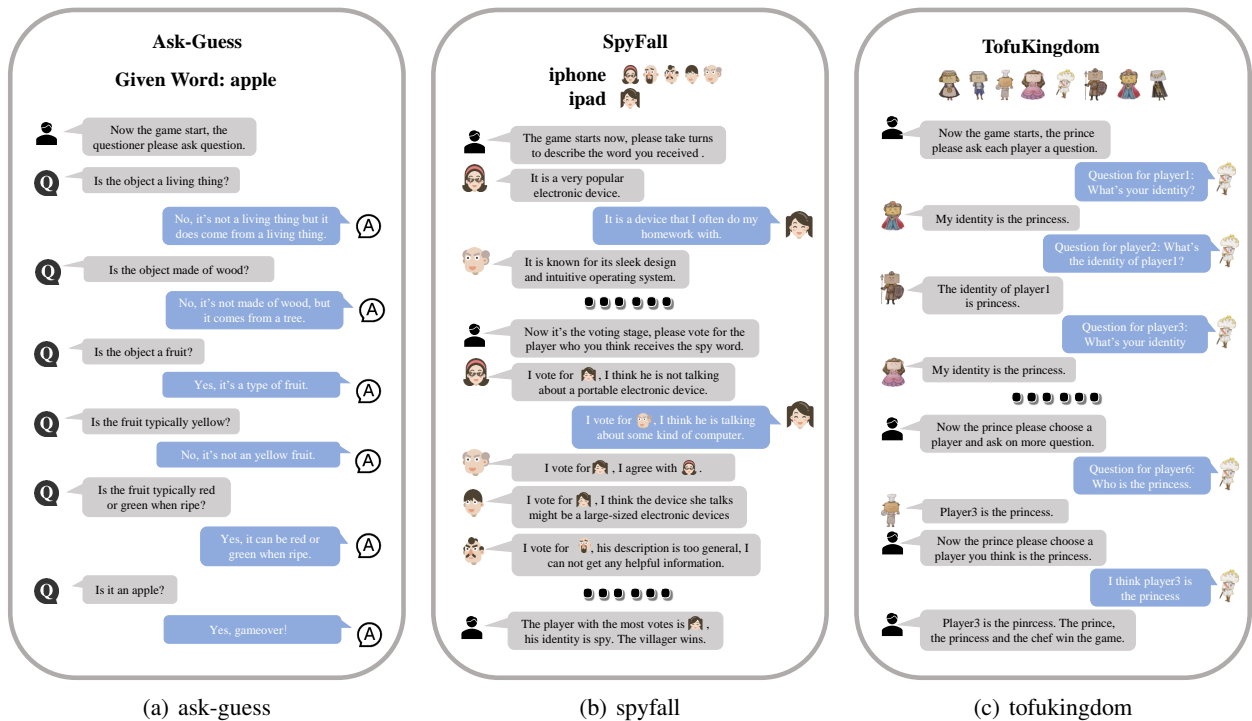 Ask-Guess
Given Word: apple
Now the game start, the
questioner please ask question.
Q
Is the object a living thing?
No, it's not a living thing but it
does come from a living thing.
A
Q
Is the object made of wood?
No, it's not made of wood, but
it comes from a tree.
A
Q
Is the object a fruit?
Yes, it's a type of fruit.
A
Q
Is the fruit typically yellow?
No, it's not an yellow fruit.
A
Q
Is the fruit typically red
or green when ripe?
Yes, it can be red or
green when ripe.
A
Q
Is it an apple?
Yes, gameover!
A
(a) ask-guess
SpyFall
iphone
ipad
The game starts now, please take turns
to describe the word you received .
It is a very popular
electronic device.
It is a device that I often do my
homework with.
It is known for its sleek design
and intuitive operating system.
Now it's the voting stage, please vote for the
player who you think receives the spy word.
I vote for , I think he is not talking
about a portable electronic device.
I vote for , I think he is talking
about some kind of computer.
I vote for , I agree with .
I vote for , I think the device she talks
might be a large-sized electronic devices
I vote for , his description is too general, I
can not get any helpful information.
The player with the most votes is ,
his identity is spy. The villager wins.
(b) spyfall
TofuKingdom
Now the game starts, the prince
please ask each player a question.
Question for player1:
What's your identity?
My identity is the princess.
Question for player2: What's
the identity of player1?
The identity of player1
is princess.
Question for player3:
What's your identity
My identity is the princess.
Now the prince please choose a
player and ask on more question.
Question for player6:
Who is the princess.
Player3 is the princess.
Now the prince please choose a
player you think is the princess.
I think player3 is
the princess
Player3 is the pinrcess. The prince,
the princess and the chef win the game.
(c) tofukingdom